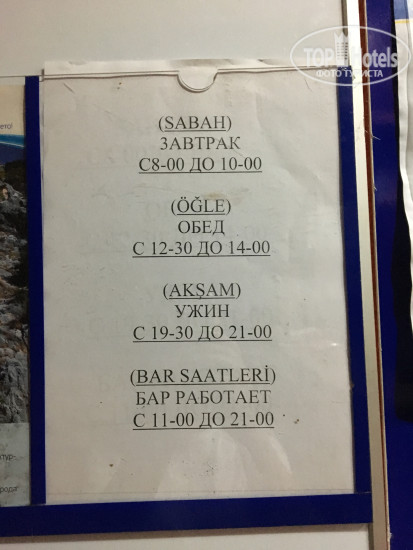 TOP Hotels
ФОТО ТУРИСТА
(SABAH)
ЗАВТРАК
С8-00 ДО 10-00
(ÖĞLE)
ОБЕД
С 12-30 ДО 14-00
(AKŞAM)
УЖИН
С 19-30 ДО 21-00
(BAR SAATLERİ)
БАР РАБОТАЕТ
С 11-00 ДО 21-00